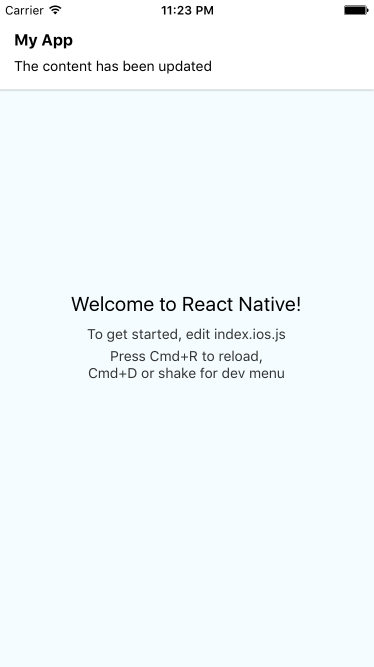 Carrier 11:23 PM
My App
The content has been updated
Welcome to React Native!
To get started, edit index.ios.js
Press Cmd+R to reload,
Cmd+D or shake for dev menu